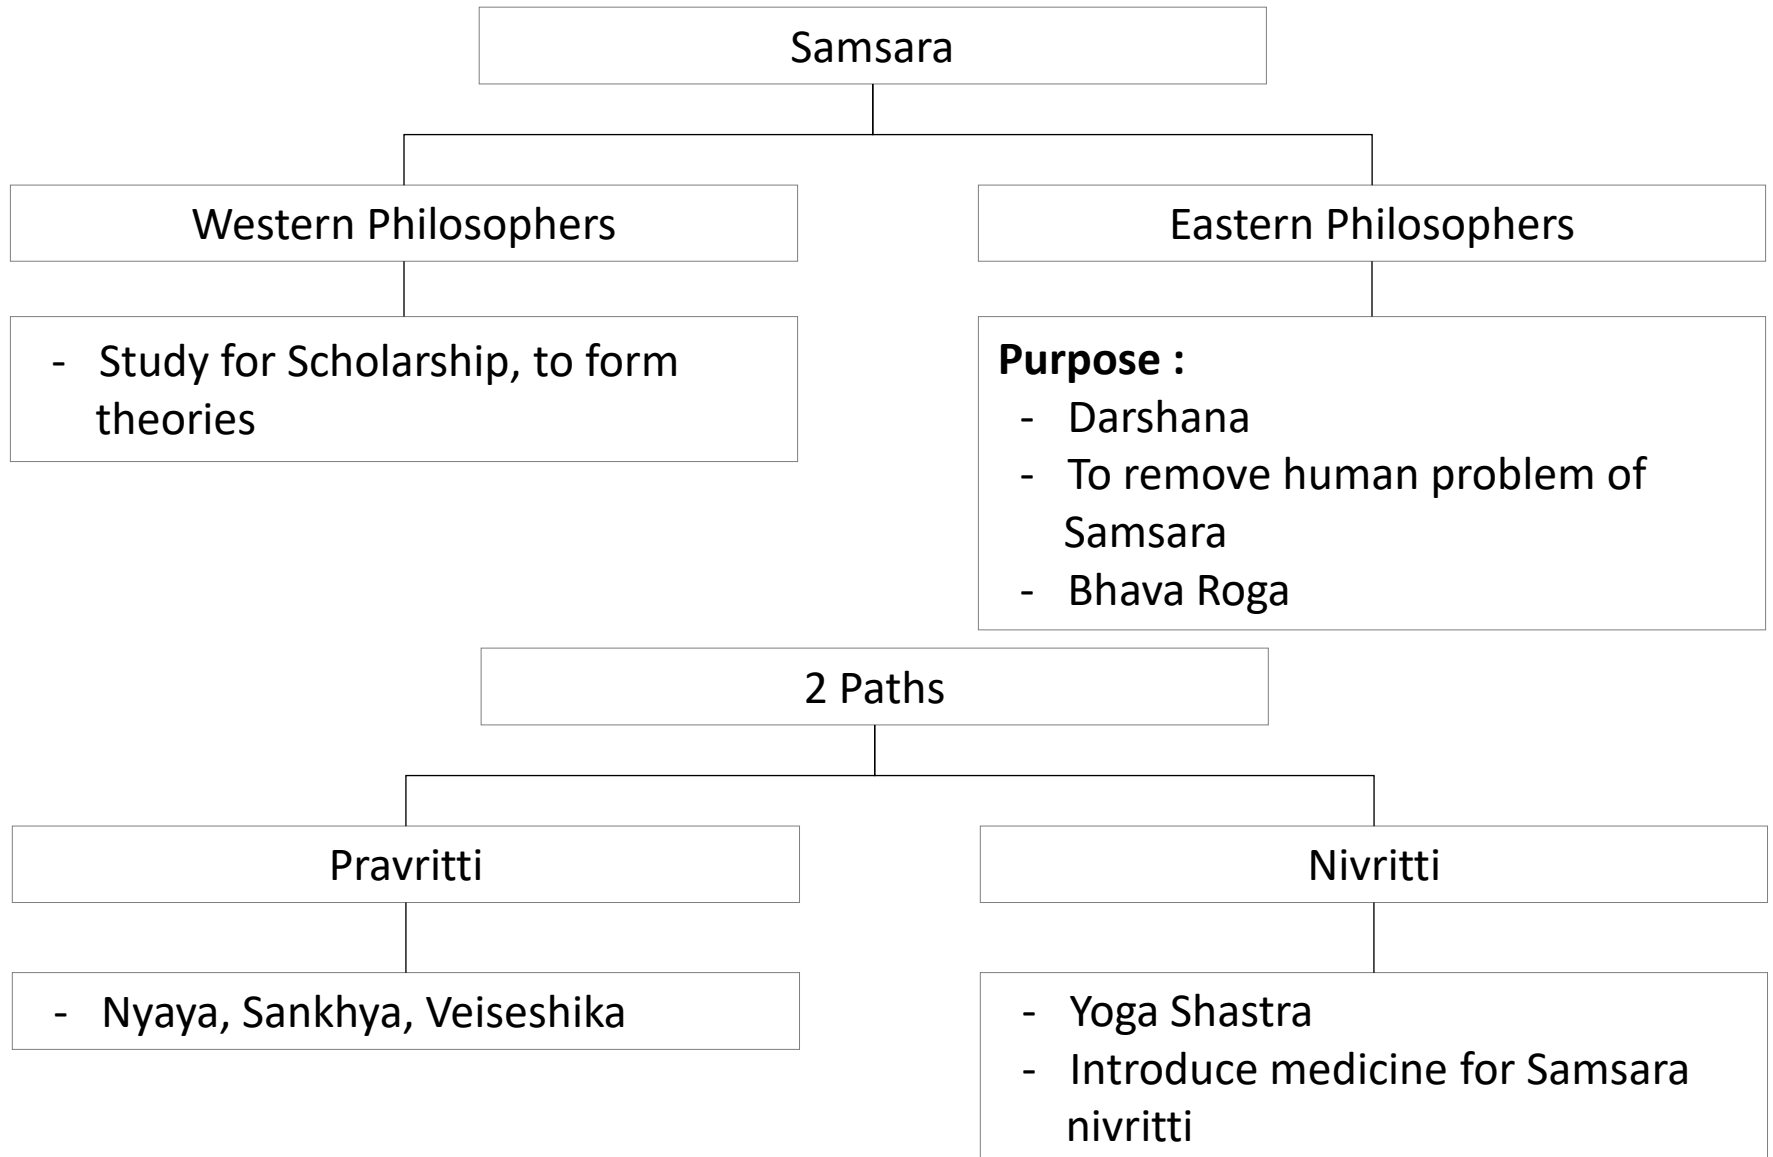 Samsara
Western Philosophers
Eastern Philosophers
- Study for Scholarship, to form
theories
Purpose :
- Darshana
- To remove human problem of
Samsara
- Bhava Roga
2 Paths
Pravritti
Nivritti
- Nyaya, Sankhya, Veiseshika
- Yoga Shastra
- Introduce medicine for Samsara
nivritti